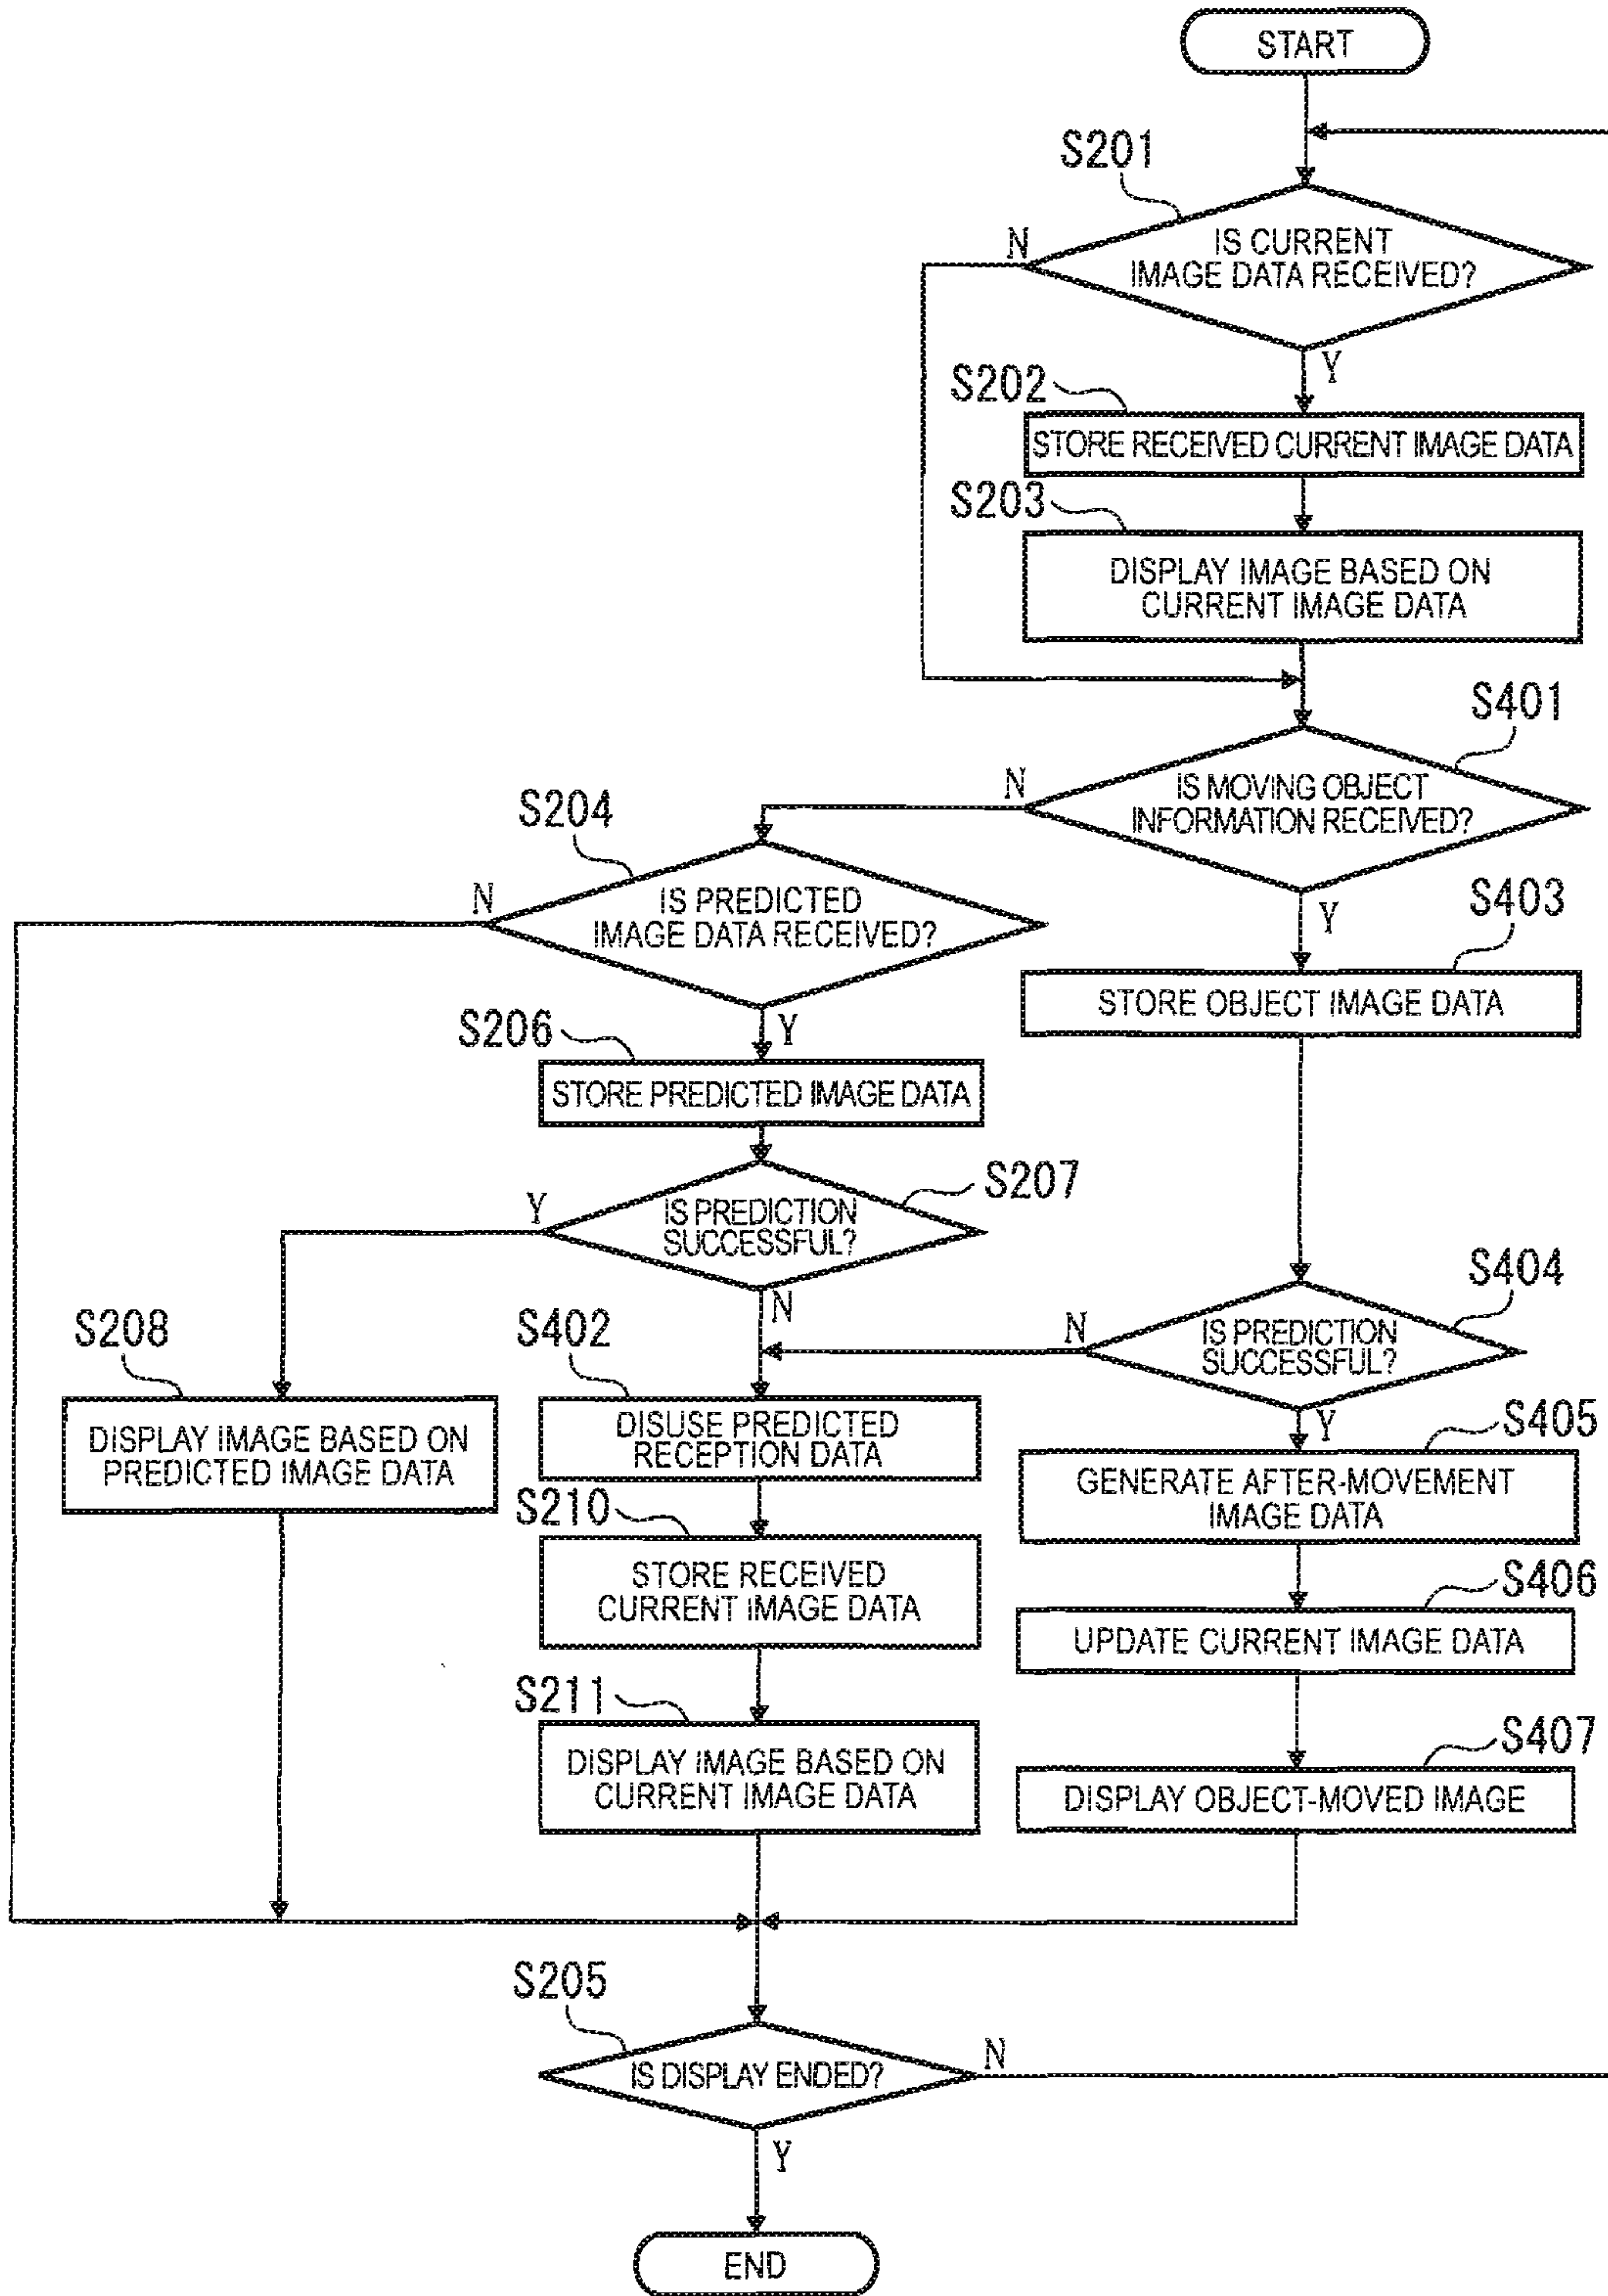 START
S201
N
IS CURRENT
IMAGE DATA RECEIVED?
Y
S202
STORE RECEIVED CURRENT IMAGE DATA
S203
DISPLAY IMAGE BASED ON
CURRENT IMAGE DATA
S401
N
IS MOVING OBJECT
INFORMATION RECEIVED?
Y
S204
N
IS PREDICTED
IMAGE DATA RECEIVED?
Y
S403
STORE OBJECT IMAGE DATA
S206
STORE PREDICTED IMAGE DATA
S207
Y
IS PREDICTION
SUCCESSFUL?
N
S404
N
IS PREDICTION
SUCCESSFUL?
Y
S208
DISPLAY IMAGE BASED ON
PREDICTED IMAGE DATA
S402
DISUSE PREDICTED
RECEPTION DATA
S405
GENERATE AFTER-MOVEMENT
IMAGE DATA
S210
STORE RECEIVED
CURRENT IMAGE DATA
S406
UPDATE CURRENT IMAGE DATA
S211
DISPLAY IMAGE BASED ON
CURRENT IMAGE DATA
S407
DISPLAY OBJECT-MOVED IMAGE
S205
IS DISPLAY ENDED?
N
Y
END